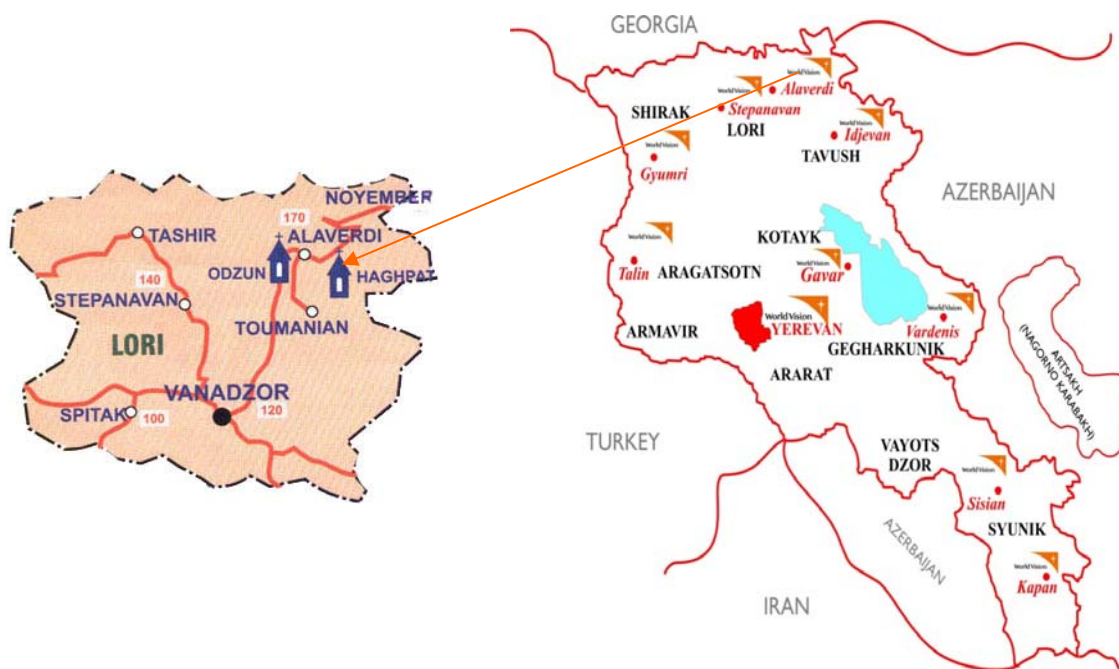 NOYEMBER
170
TASHIR
ALAVERDI
ODZUN
HAGHPAT
140
STEPANAVAN
TOUMANIAN
LORI
VANADZOR
SPITAK
100
120
GEORGIA
World Vision
Alaverdi
World Vision
Stepanavan
SHIRAK
LORI
World Vision
Idjevan
TAVUSH
World Vision
Gyumri
AZERBAIJAN
KOTAYK
World Vision
Talin
ARAGATSOTN
World Vision
Gavar
World Vision
YEREVAN
World Vision
Vardenis
ARMAVIR
GEGHARKUNIK
ARARAT
ARTSAKH
(NAGORNO KARABAKH)
TURKEY
VAYOTS
DZOR
World Vision
Sisian
SYUNIK
AZERBAIJAN
World Vision
Kapan
IRAN